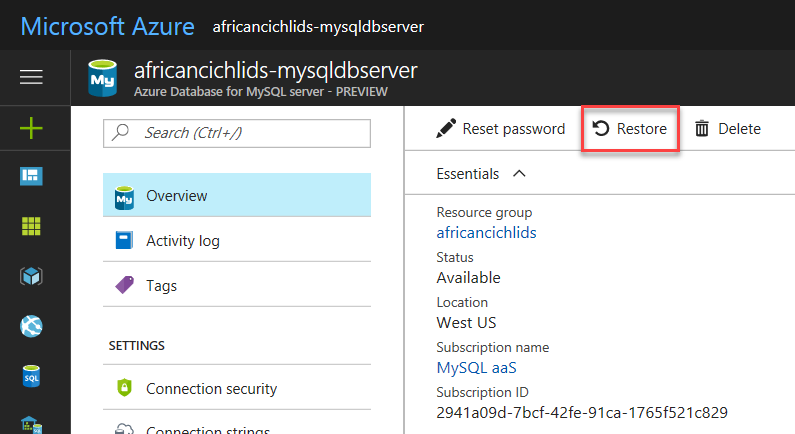 Microsoft Azure africancichlids-mysqldbserver
My
africancichlids-mysqldbserver
Azure Database for MySQL server - PREVIEW
Search (Ctrl+/)
Reset password Restore Delete
Essentials
My Overview
Activity log
Tags
Resource group
africancichlids
Status
Available
Location
West US
Subscription name
MySQL aaS
Subscription ID
2941a09d-7bcf-42fe-91ca-1765f521c829
SETTINGS
Connection security
Connection strings
SQL